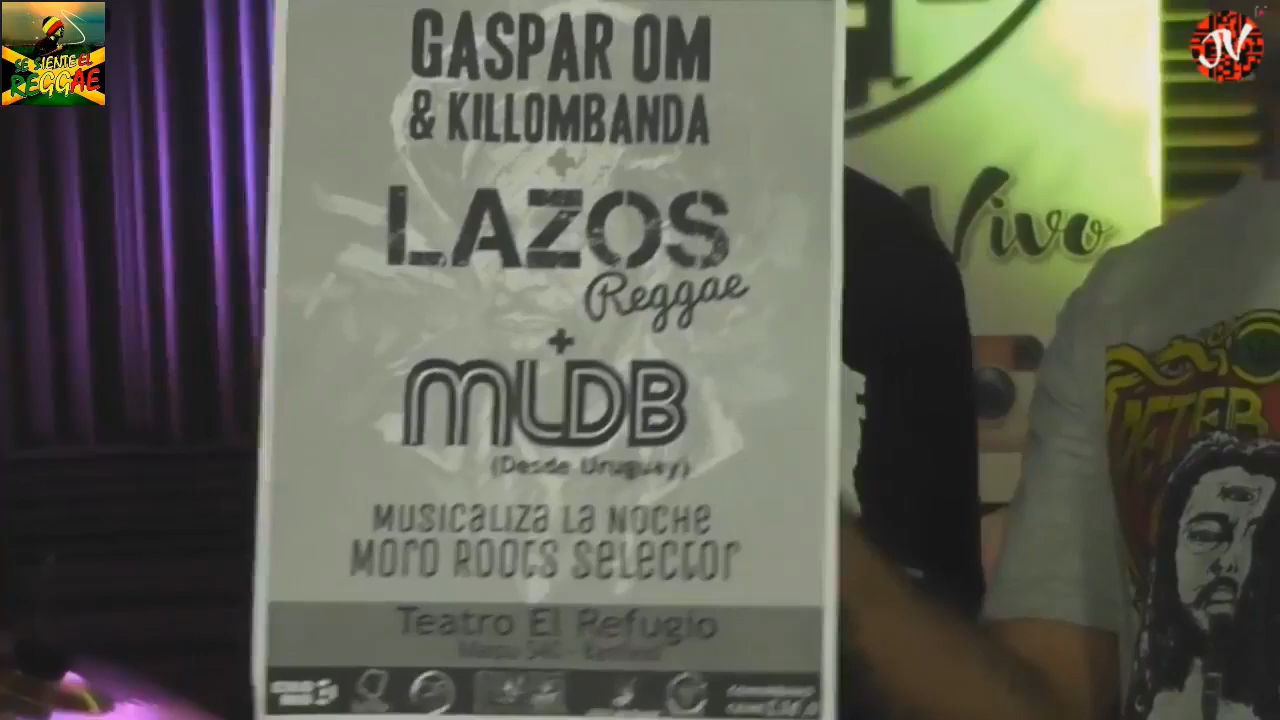 SE SIENTE EL
REGGAE
JV
GASPAR OM
& KILLOMBANDA
+
LAZOS
Reggae
+
MLDB
(Desde Uruguay)
MUSICALIZA LA NOCHE
MORO ROOTS SELECTOR
Teatro El Refugio
Vivo